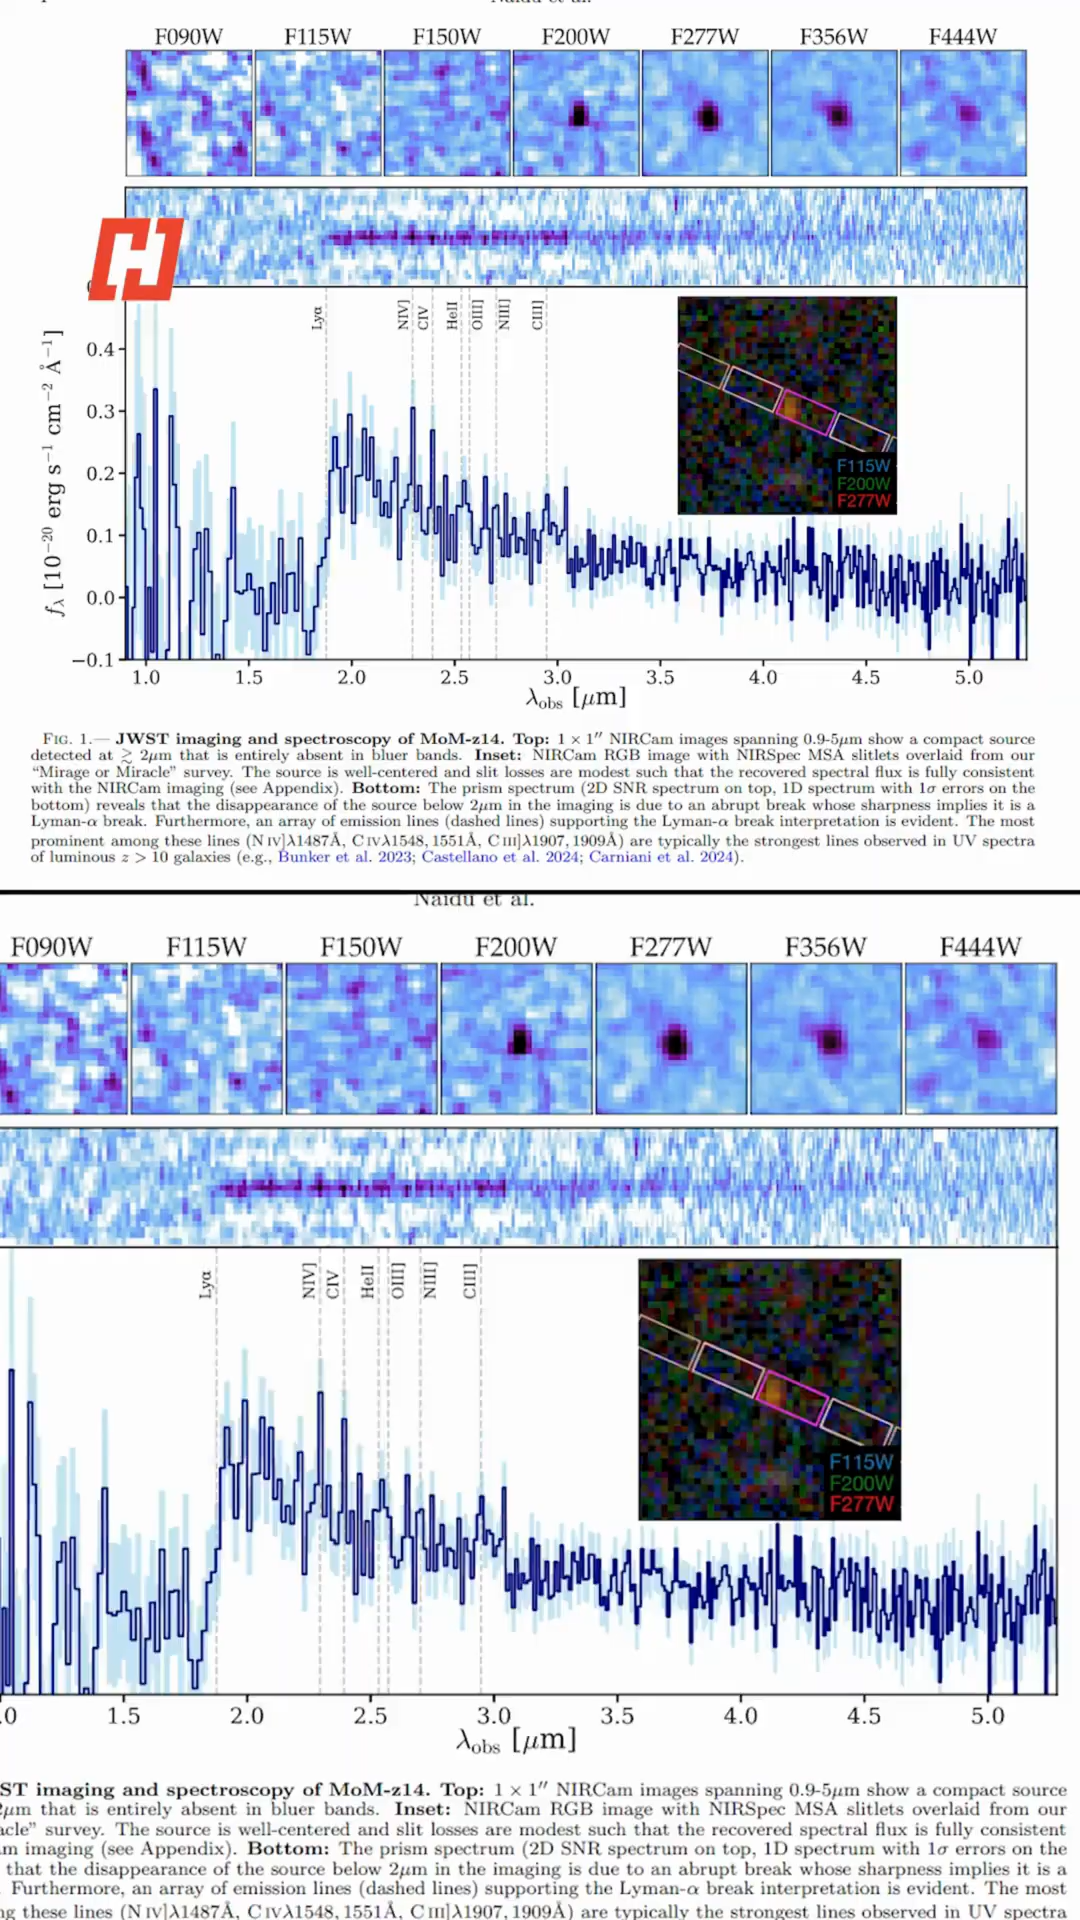 Naidu et al.
F090W F115W F150W F200W F277W F356W F444W
Lyα NIV] CIV HeII OIII] NIII] CIII]
F115W
F200W
F277W
0.4
0.3
0.2
0.1
0.0
−0.1
fλ [10−20 erg s−1 cm−2 Å−1]
1.0 1.5 2.0 2.5 3.0 3.5 4.0 4.5 5.0
λobs [μm]
FIG. 1.— JWST imaging and spectroscopy of MoM-z14. Top: 1 × 1″ NIRCam images spanning 0.9-5μm show a compact source
detected at ≳ 2μm that is entirely absent in bluer bands. Inset: NIRCam RGB image with NIRSpec MSA slitlets overlaid from our
“Mirage or Miracle” survey. The source is well-centered and slit losses are modest such that the recovered spectral flux is fully consistent
with the NIRCam imaging (see Appendix). Bottom: The prism spectrum (2D SNR spectrum on top, 1D spectrum with 1σ errors on the
bottom) reveals that the disappearance of the source below 2μm in the imaging is due to an abrupt break whose sharpness implies it is a
Lyman-α break. Furthermore, an array of emission lines (dashed lines) supporting the Lyman-α break interpretation is evident. The most
prominent among these lines (N IV]λ1487Å, C IVλ1548, 1551Å, C III]λ1907, 1909Å) are typically the strongest lines observed in UV spectra
of luminous z > 10 galaxies (e.g., Bunker et al. 2023; Castellano et al. 2024; Carniani et al. 2024).
Naidu et al.
F090W F115W F150W F200W F277W F356W F444W
Lyα NIV] CIV HeII OIII] NIII] CIII]
F115W
F200W
F277W
.0 1.5 2.0 2.5 3.0 3.5 4.0 4.5 5.0
λobs [μm]
ST imaging and spectroscopy of MoM-z14. Top: 1 × 1″ NIRCam images spanning 0.9-5μm show a compact source
2μm that is entirely absent in bluer bands. Inset: NIRCam RGB image with NIRSpec MSA slitlets overlaid from our
acle” survey. The source is well-centered and slit losses are modest such that the recovered spectral flux is fully consistent
m imaging (see Appendix). Bottom: The prism spectrum (2D SNR spectrum on top, 1D spectrum with 1σ errors on the
that the disappearance of the source below 2μm in the imaging is due to an abrupt break whose sharpness implies it is a
. Furthermore, an array of emission lines (dashed lines) supporting the Lyman-α break interpretation is evident. The most
ng these lines (N IV]λ1487Å, C IVλ1548, 1551Å, C III]λ1907, 1909Å) are typically the strongest lines observed in UV spectra